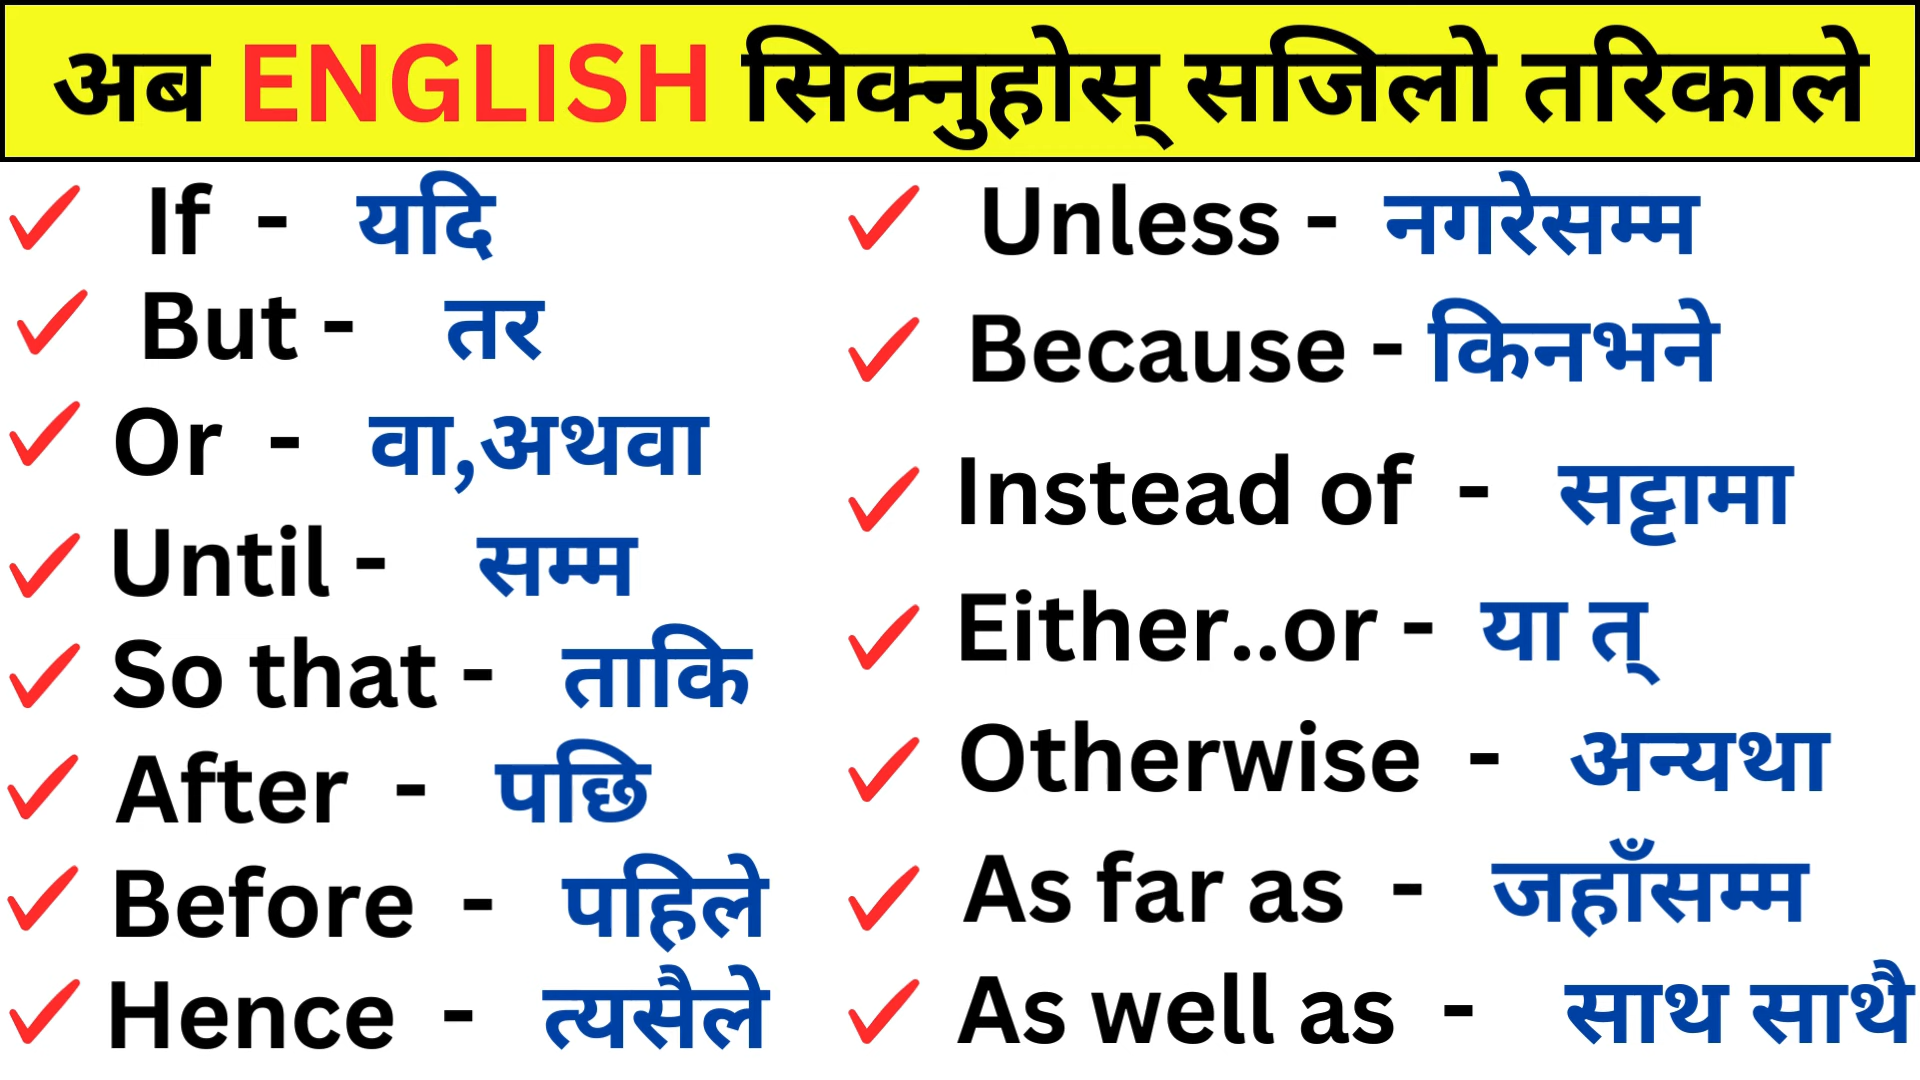 अब ENGLISH सिक्नुहोस् सजिलो तरिकाले
If - यदि
But - तर
Or - वा,अथवा
Until - सम्म
So that - ताकि
After - पछि
Before - पहिले
Hence - त्यसैले
Unless - नगरेसम्म
Because - किनभने
Instead of - सट्टामा
Either..or - या त्
Otherwise - अन्यथा
As far as - जहाँसम्म
As well as - साथ साथै